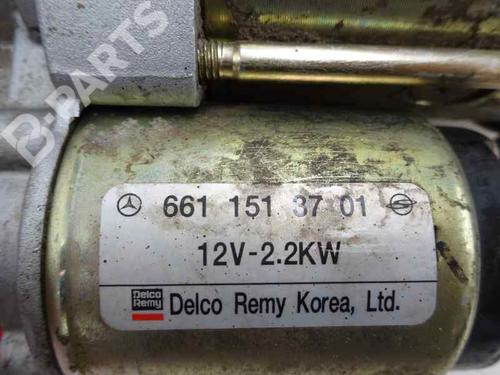 B-PARTS
661 151 37 01
12V-2.2KW
Delco Remy
Delco Remy Korea, Ltd.